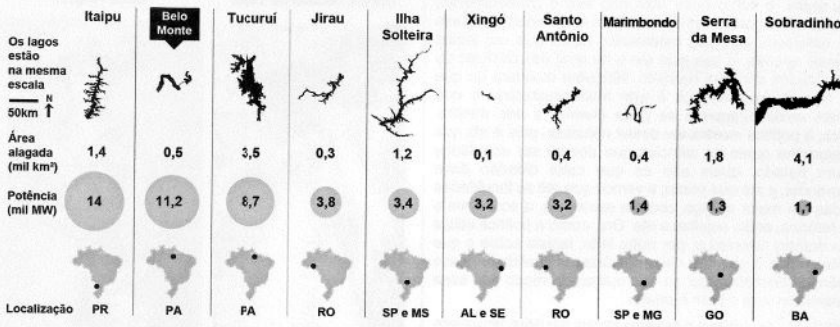 Itaipu Belo Monte Tucuruí Jirau Ilha Solteira Xingó Santo Antônio Marimbondo Serra da Mesa Sobradinho
Os lagos
estão
na mesma
escala
50km N
Área
alagada
(mil km²) 1,4 0,5 3,5 0,3 1,2 0,1 0,4 0,4 1,8 4,1
Potência
(mil MW) 14 11,2 8,7 3,8 3,4 3,2 3,2 1,4 1,3 1,1
Localização PR PA PA RO SP e MS AL e SE RO SP e MG GO BA